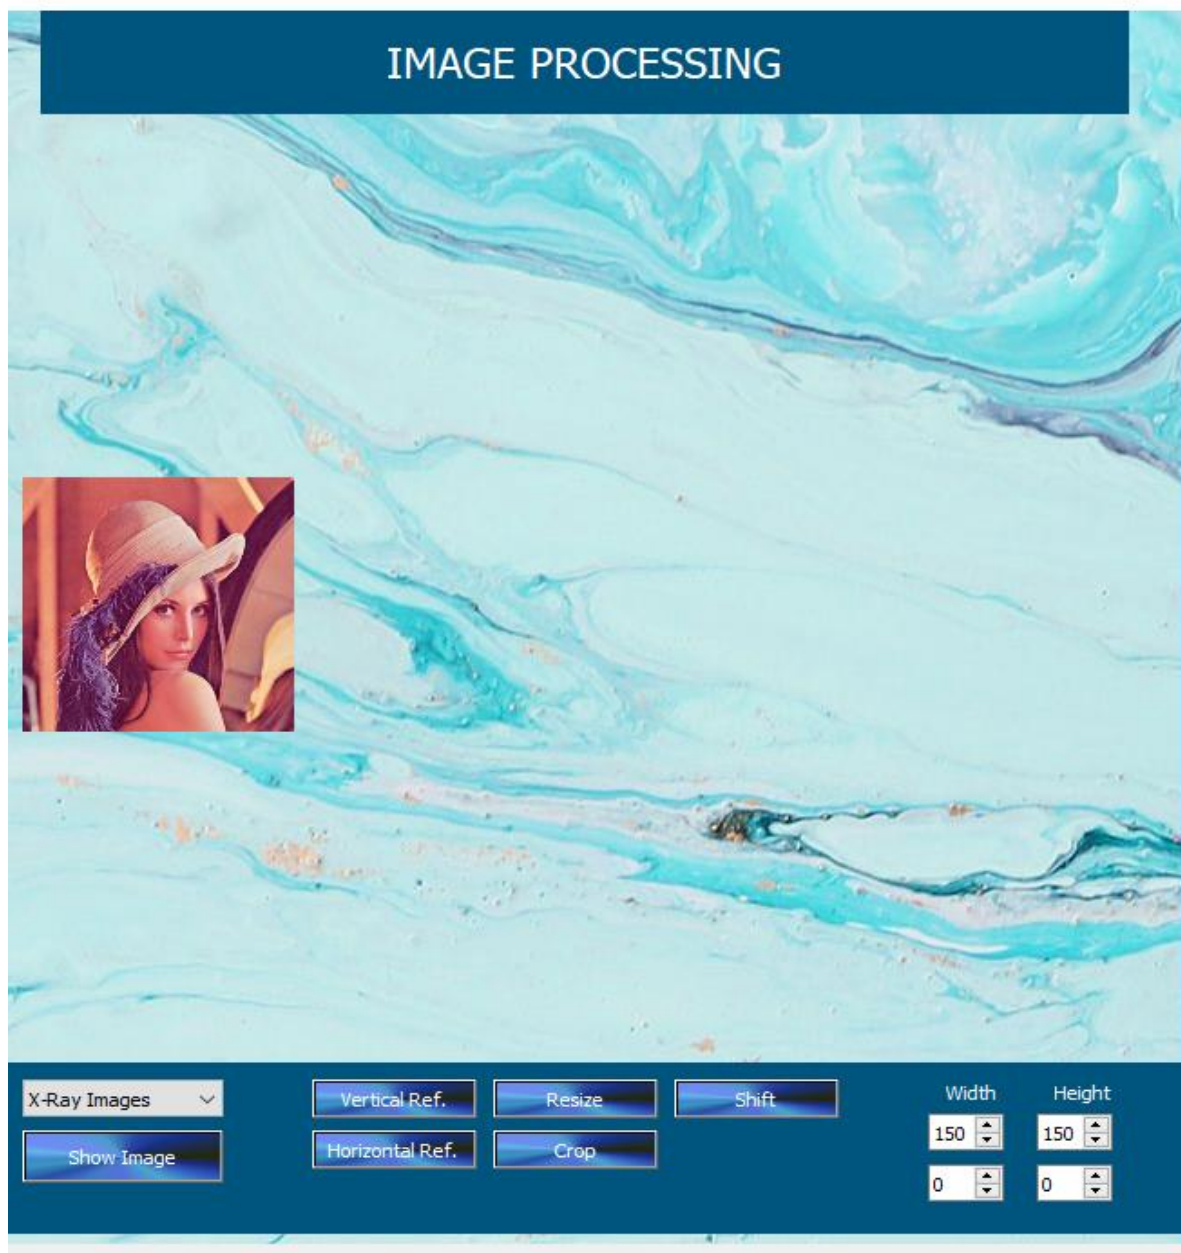 IMAGE PROCESSING
X-Ray Images
Show Image
Vertical Ref.
Resize
Shift
Horizontal Ref.
Crop
Width
Height
150
150
0
0